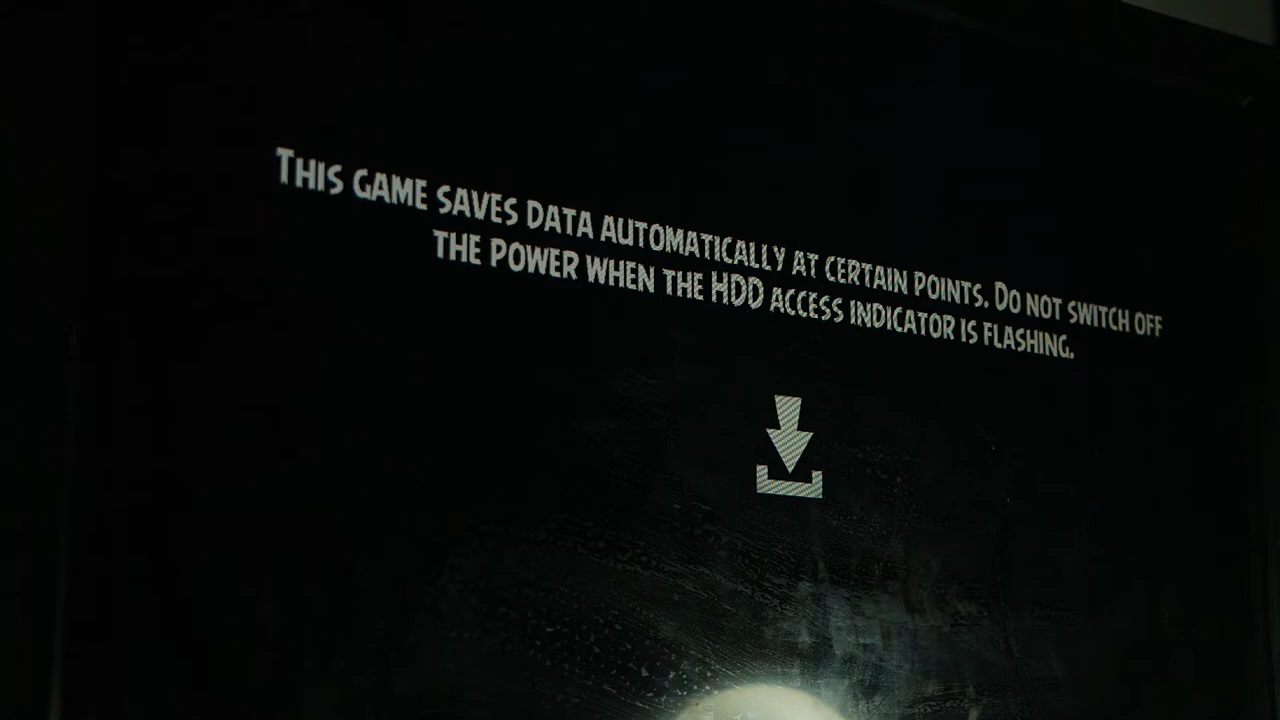 This game saves data automatically at certain points. Do not switch off
the power when the HDD access indicator is flashing.